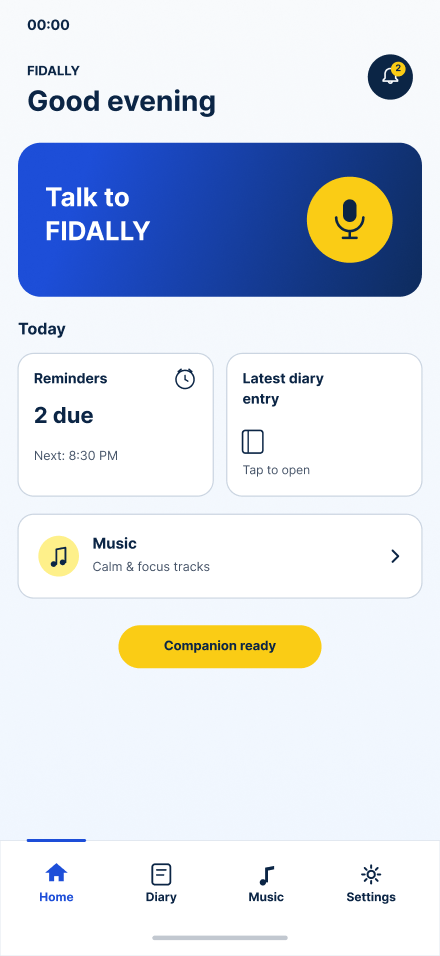 00:00
FIDALLY
Good evening
2
Talk to
FIDALLY
Today
Reminders
2 due
Next: 8:30 PM
Latest diary
entry
Tap to open
Music
Calm & focus tracks
Companion ready
Home
Diary
Music
Settings